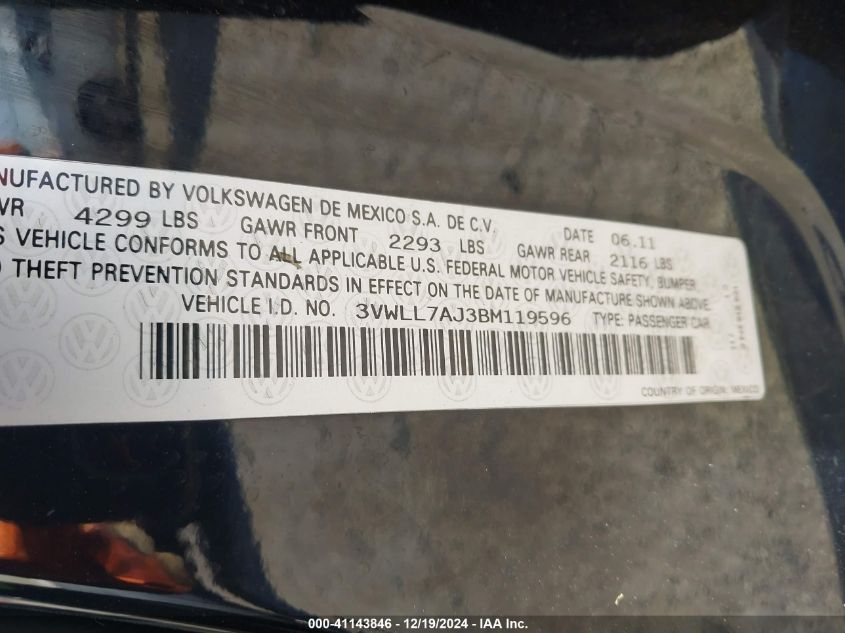 NUFACTURED BY VOLKSWAGEN DE MEXICO S.A. DE C.V. DATE 06.11
VR 4299 LBS GAWR FRONT 2293 LBS GAWR REAR 2116 LBS
S VEHICLE CONFORMS TO ALL APPLICABLE U.S. FEDERAL MOTOR VEHICLE SAFETY, BUMPER
THEFT PREVENTION STANDARDS IN EFFECT ON THE DATE OF MANUFACTURE SHOWN ABOVE.
VEHICLE I.D. NO. 3VWLL7AJ3BM119596 TYPE: PASSENGER CAR
COUNTRY OF ORIGIN: MEXICO
000-41143846 - 12/19/2024 - IAA Inc.